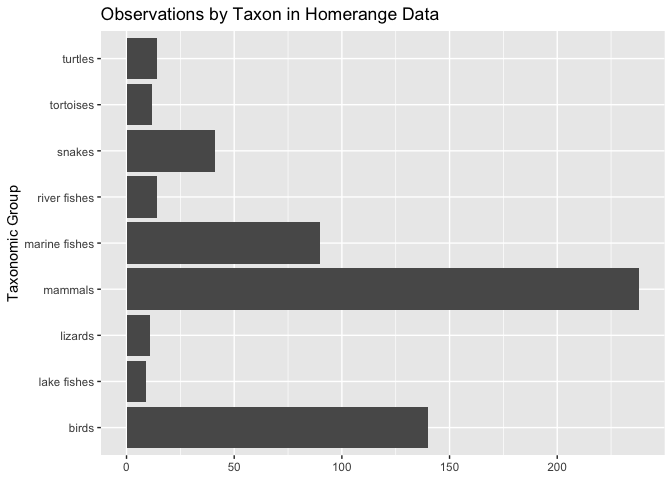 Observations by Taxon in Homerange Data
Taxonomic Group
turtles
tortoises
snakes
river fishes
marine fishes
mammals
lizards
lake fishes
birds
0 50 100 150 200